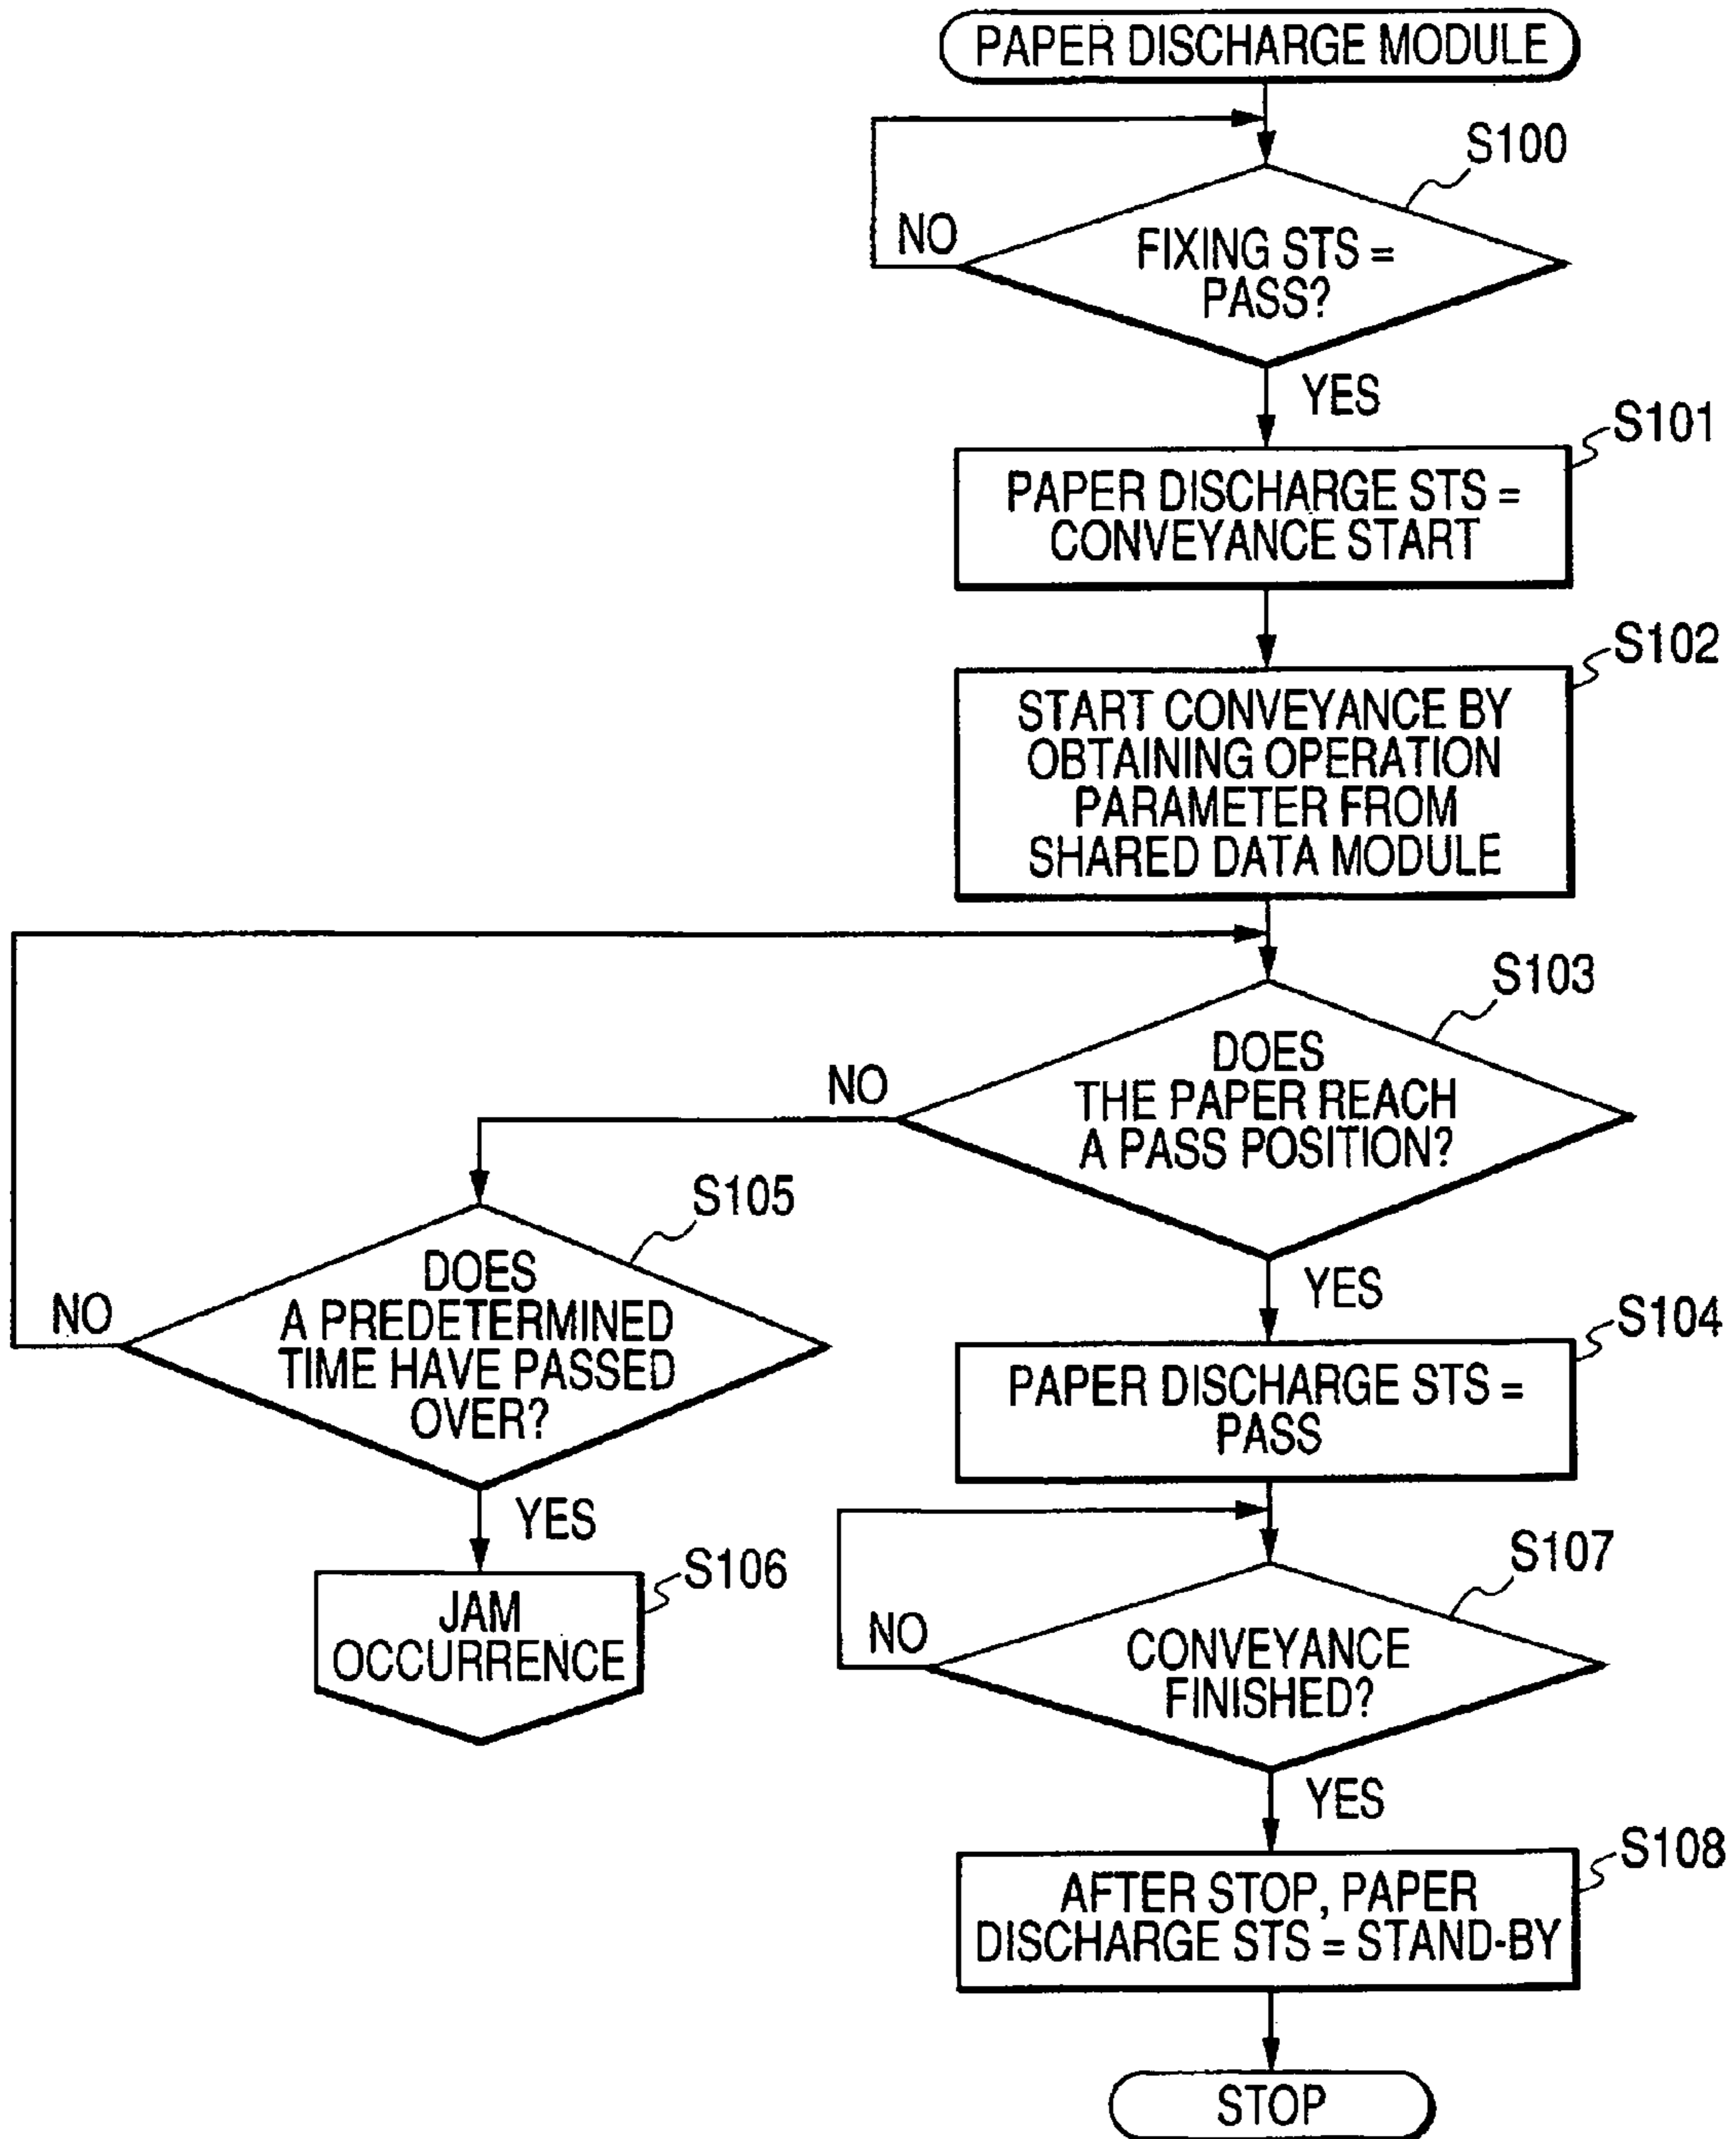 PAPER DISCHARGE MODULE
S100
NO
FIXING STS =
PASS?
YES
S101
PAPER DISCHARGE STS =
CONVEYANCE START
S102
START CONVEYANCE BY
OBTAINING OPERATION
PARAMETER FROM
SHARED DATA MODULE
S103
DOES
THE PAPER REACH
A PASS POSITION?
NO
YES
S105
DOES
A PREDETERMINED
TIME HAVE PASSED
OVER?
NO
YES
S104
PAPER DISCHARGE STS =
PASS
S106
JAM
OCCURRENCE
S107
NO
CONVEYANCE
FINISHED?
YES
S108
AFTER STOP, PAPER
DISCHARGE STS = STAND-BY
STOP